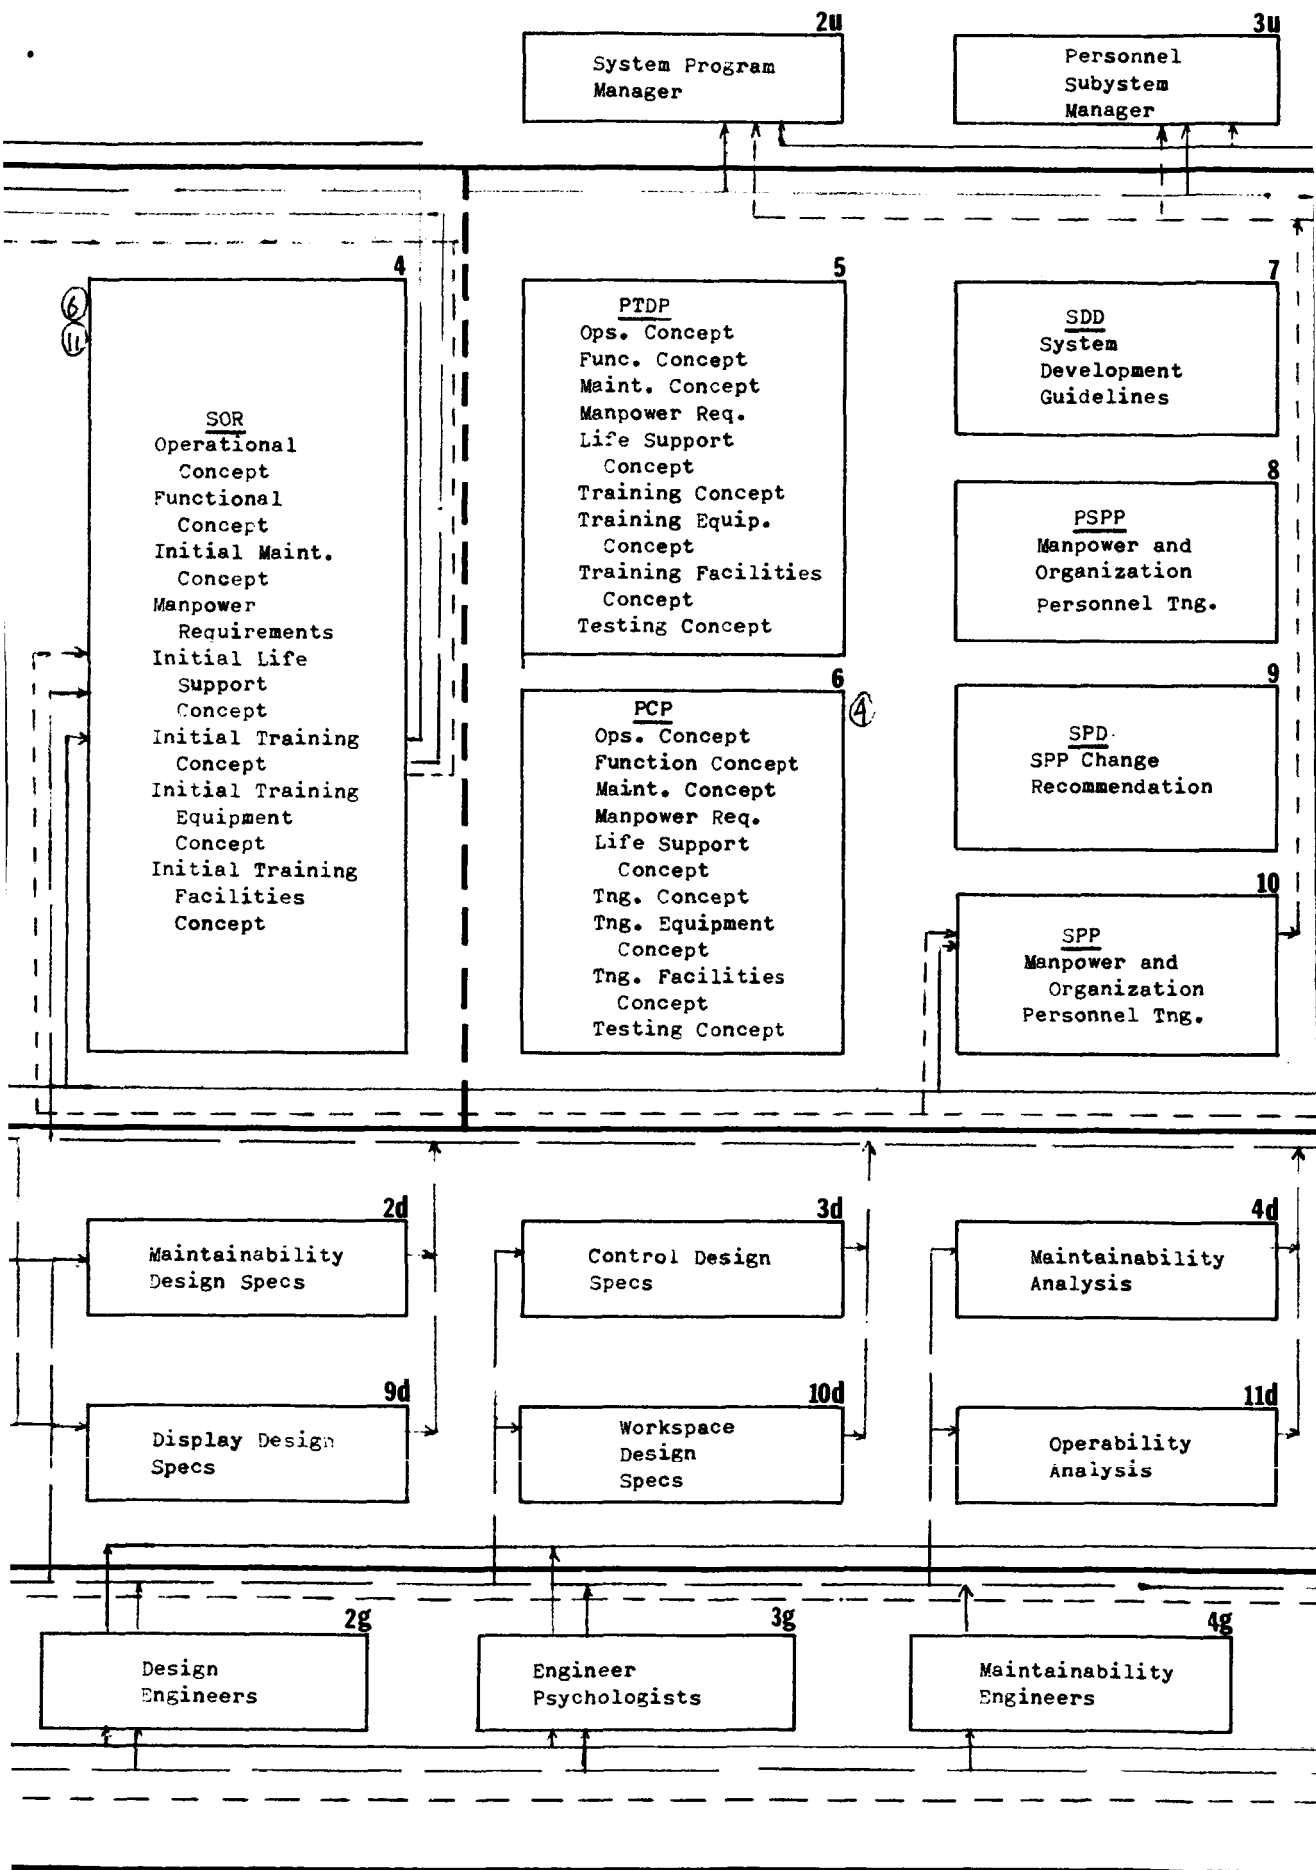 2u
System Program
Manager
3u
Personnel
Subystem
Manager
4
6
11
SOR
Operational
Concept
Functional
Concept
Initial Maint.
Concept
Manpower
Requirements
Initial Life
Support
Concept
Initial Training
Concept
Initial Training
Equipment
Concept
Initial Training
Facilities
Concept
5
PTDP
Ops. Concept
Func. Concept
Maint. Concept
Manpower Req.
Life Support
Concept
Training Concept
Training Equip.
Concept
Training Facilities
Concept
Testing Concept
6
4
PCP
Ops. Concept
Function Concept
Maint. Concept
Manpower Req.
Life Support
Concept
Tng. Concept
Tng. Equipment
Concept
Tng. Facilities
Concept
Testing Concept
7
SDD
System
Development
Guidelines
8
PSPP
Manpower and
Organization
Personnel Tng.
9
SPD
SPP Change
Recommendation
10
SPP
Manpower and
Organization
Personnel Tng.
2d
Maintainability
Design Specs
3d
Control Design
Specs
4d
Maintainability
Analysis
9d
Display Design
Specs
10d
Workspace
Design
Specs
11d
Operability
Analysis
2g
Design
Engineers
3g
Engineer
Psychologists
4g
Maintainability
Engineers